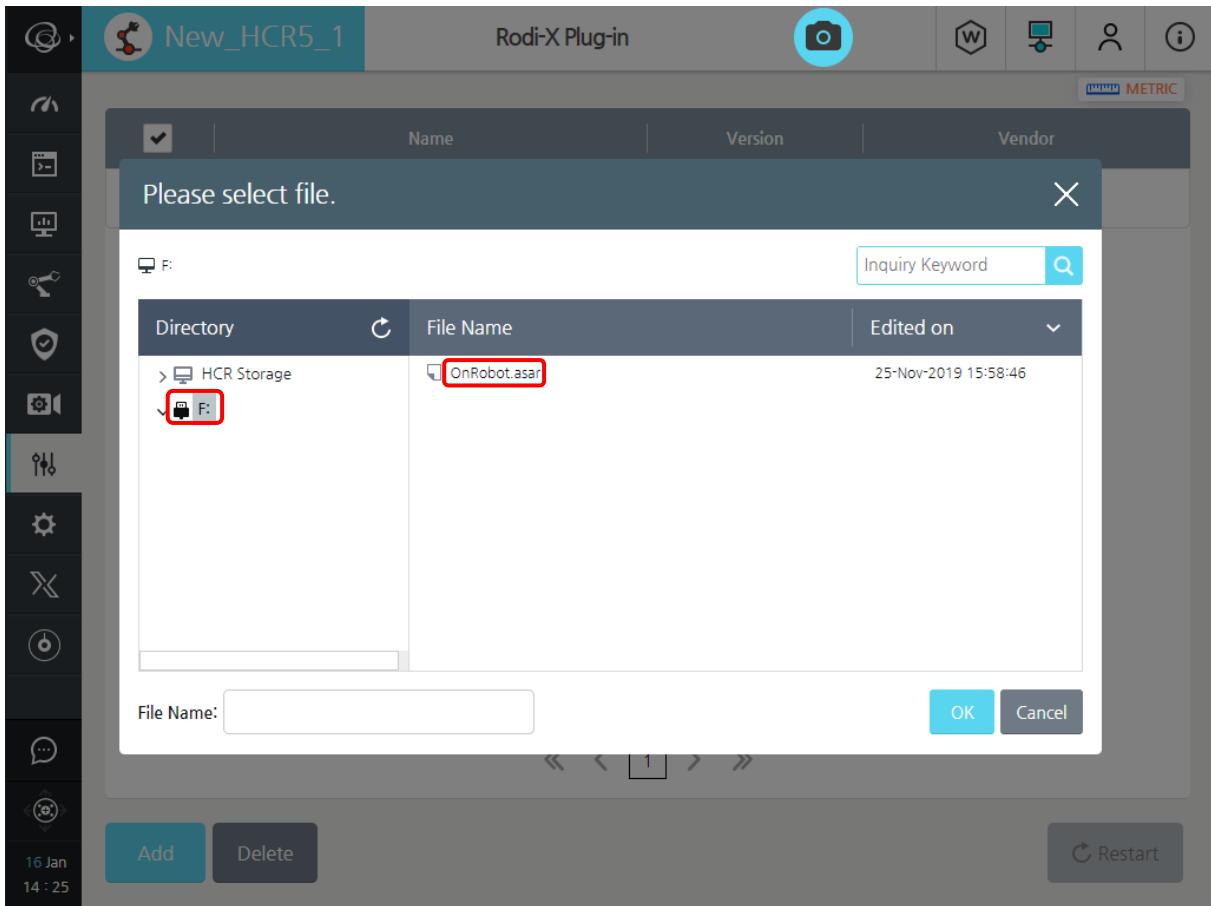 New_HCR5_1
Rodi-X Plug-in
W
METRIC
Name
Version
Vendor
Please select file.
F:
Inquiry Keyword
Directory
File Name
Edited on
HCR Storage
OnRobot.asar
25-Nov-2019 15:58:46
F:
File Name:
OK
Cancel
1
Add
Delete
Restart
16 Jan
14 : 25